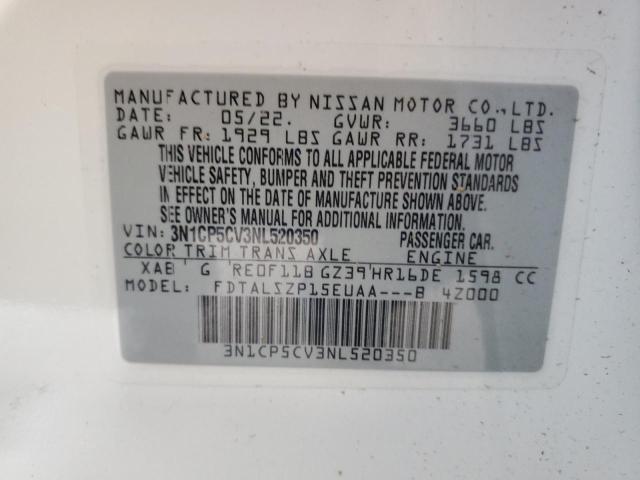 MANUFACTURED BY NISSAN MOTOR CO., LTD.
DATE: 05/22. GVWR: 3660 LBS
GAWR FR: 1929 LBS GAWR RR: 1731 LBS
THIS VEHICLE CONFORMS TO ALL APPLICABLE FEDERAL MOTOR
VEHICLE SAFETY, BUMPER AND THEFT PREVENTION STANDARDS
IN EFFECT ON THE DATE OF MANUFACTURE SHOWN ABOVE.
SEE OWNER'S MANUAL FOR ADDITIONAL INFORMATION.
VIN: 3N1CP5CV3NL520350 PASSENGER CAR.
COLOR TRIM TRANS AXLE ENGINE
XAB G RE0F11B GZ39 HR16DE 1598 CC
MODEL: FDTALSZP15EUAA---B 4Z000
3N1CP5CV3NL520350